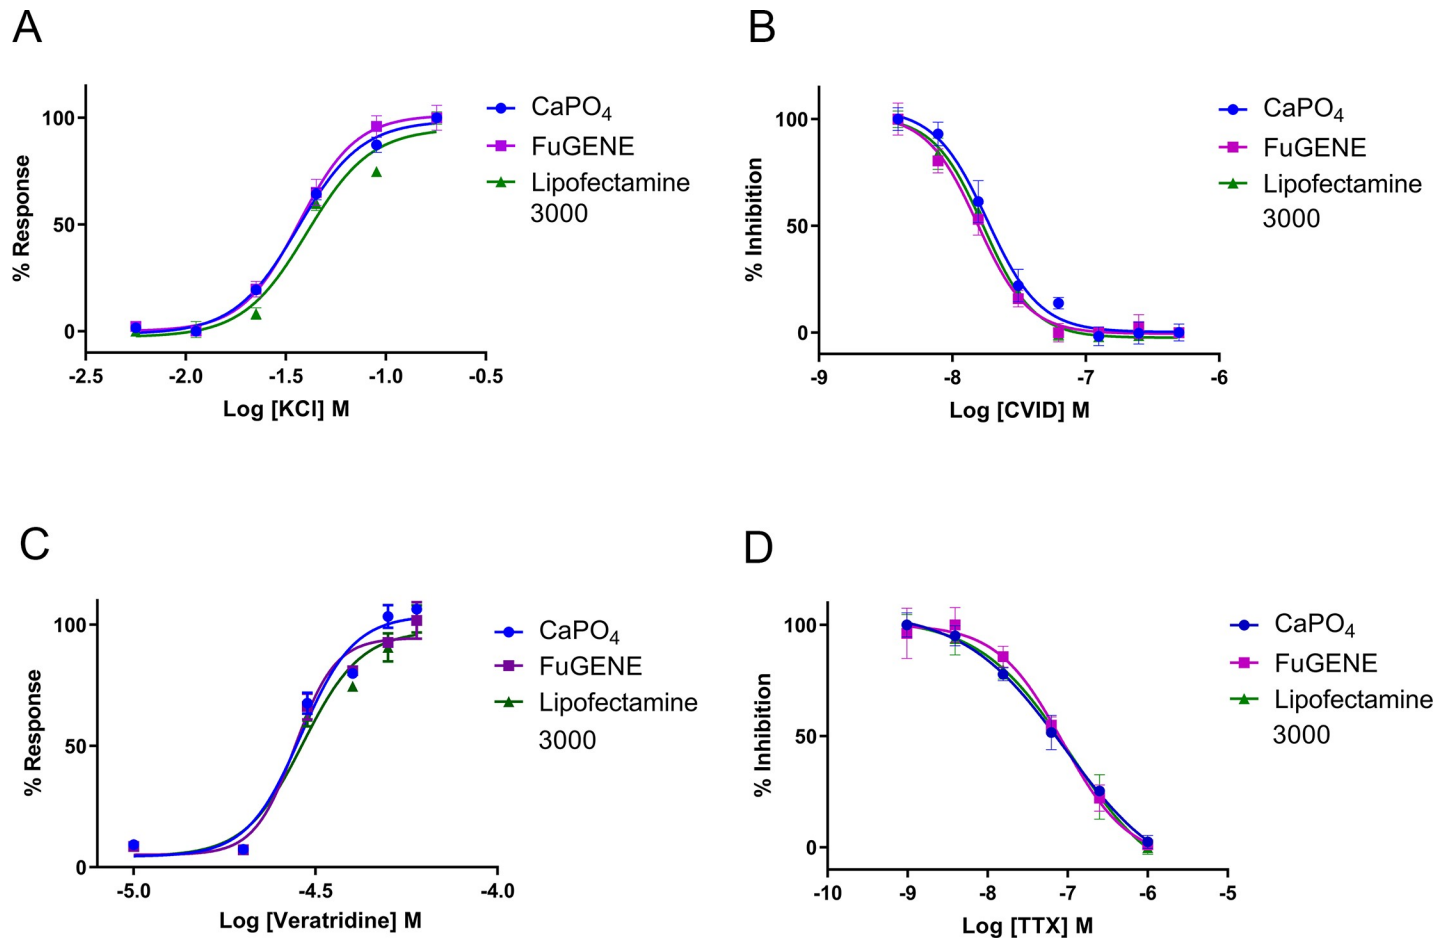 A
100
50
0
-2.5
-2.0
-1.5
-1.0
-0.5
% Response
Log [KCl] M
CaPO4
FuGENE
Lipofectamine
3000
B
100
50
0
-9
-8
-7
-6
% Inhibition
Log [CVID] M
CaPO4
FuGENE
Lipofectamine
3000
C
100
50
0
-5.0
-4.5
-4.0
% Response
Log [Veratridine] M
CaPO4
FuGENE
Lipofectamine
3000
D
100
50
0
-10
-9
-8
-7
-6
-5
% Inhibition
Log [TTX] M
CaPO4
FuGENE
Lipofectamine
3000